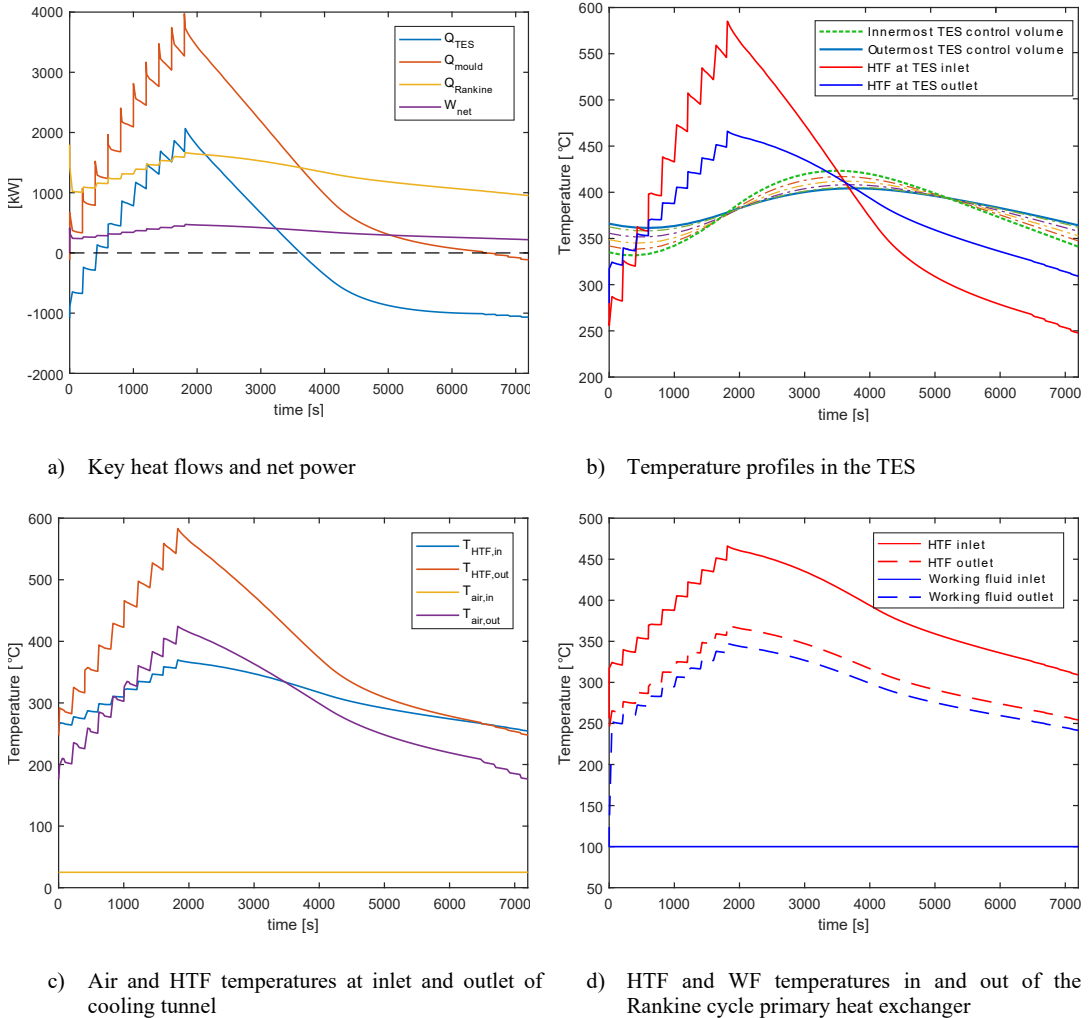 4000
3000
2000
1000
0
-1000
-2000
[kW]
Q_TES
Q_mould
Q_Rankine
W_net
0 1000 2000 3000 4000 5000 6000 7000
time [s]
a) Key heat flows and net power
600
550
500
450
400
350
300
250
200
Temperature [°C]
Innermost TES control volume
Outermost TES control volume
HTF at TES inlet
HTF at TES outlet
0 1000 2000 3000 4000 5000 6000 7000
time [s]
b) Temperature profiles in the TES
600
500
400
300
200
100
0
Temperature [°C]
T_HTF,in
T_HTF,out
T_air,in
T_air,out
0 1000 2000 3000 4000 5000 6000 7000
time [s]
c) Air and HTF temperatures at inlet and outlet of
cooling tunnel
500
450
400
350
300
250
200
150
100
50
Temperature [°C]
HTF inlet
HTF outlet
Working fluid inlet
Working fluid outlet
0 1000 2000 3000 4000 5000 6000 7000
time [s]
d) HTF and WF temperatures in and out of the
Rankine cycle primary heat exchanger